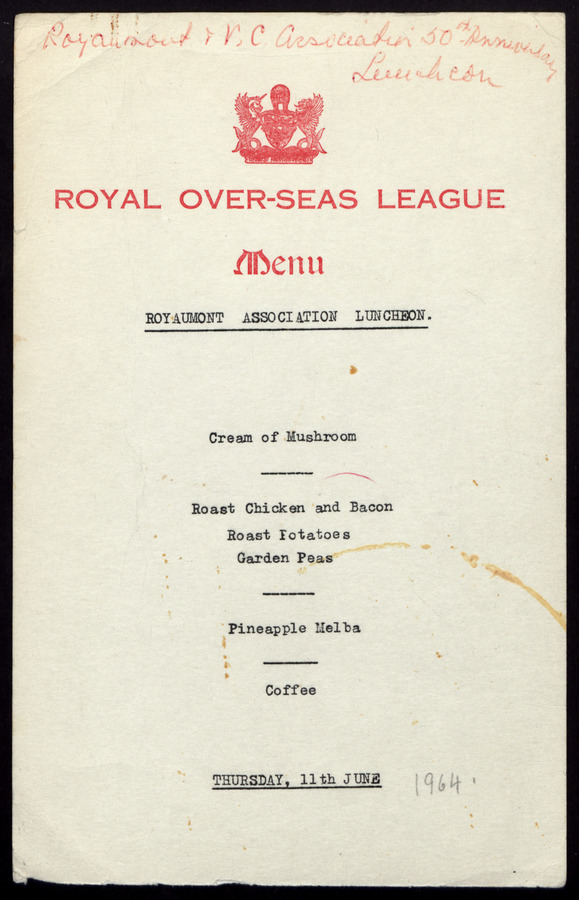 Royaumont & V.C. Association 50th Anniversary
Luncheon
ROYAL OVER-SEAS LEAGUE
Menu
ROYAUMONT ASSOCIATION LUNCHEON.
Cream of Mushroom
Roast Chicken and Bacon
Roast Potatoes
Garden Peas
Pineapple Melba
Coffee
THURSDAY, 11th JUNE 1964.